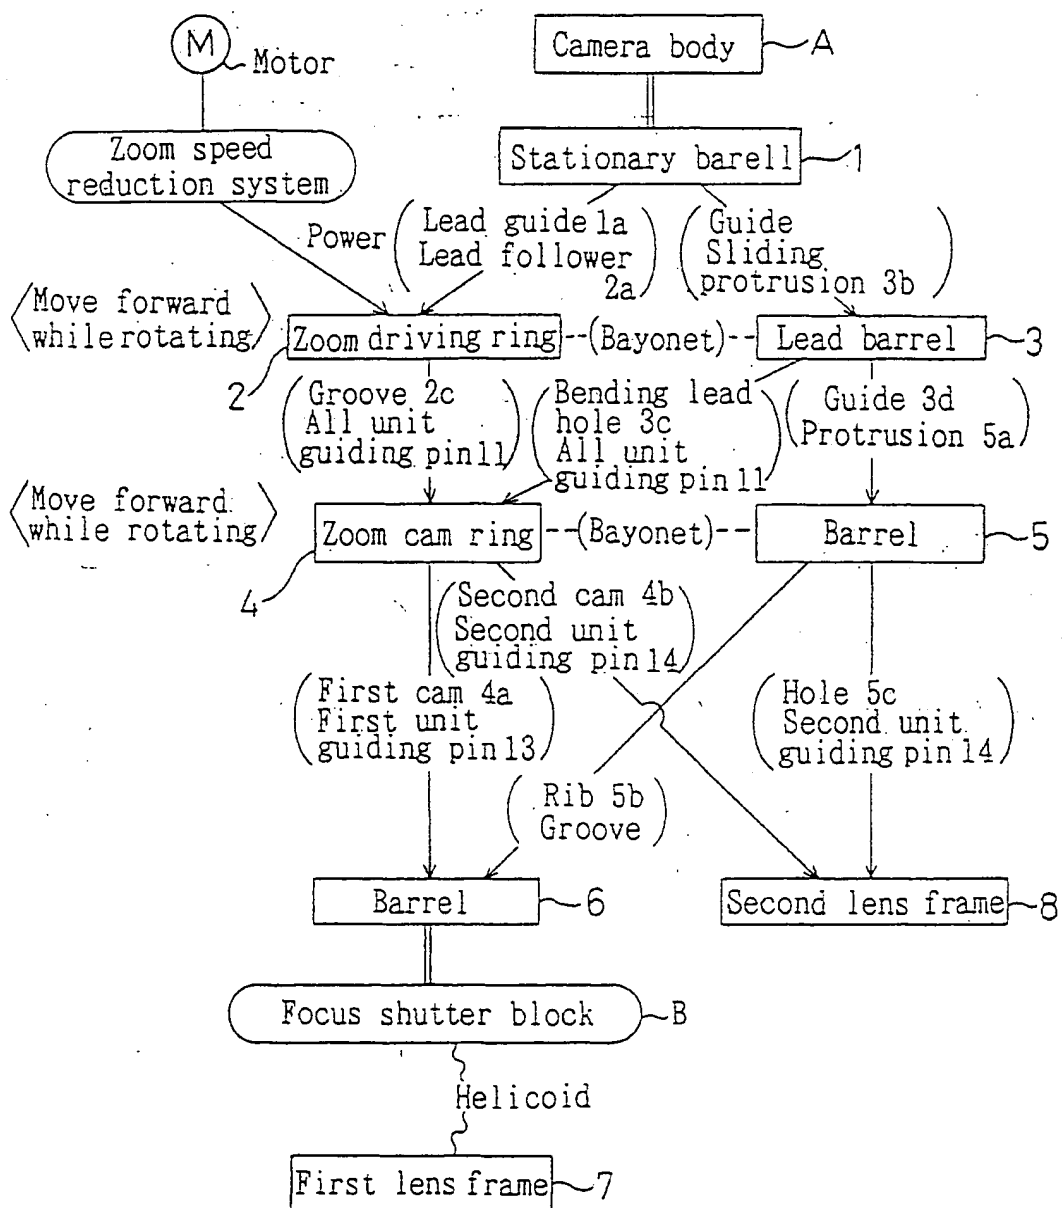 M
Motor
Camera body
A
Zoom speed
reduction system
Stationary barell
1
Power
Lead guide 1a
Lead follower
2a
Guide
Sliding
protrusion 3b
Move forward
while rotating
Zoom driving ring
(Bayonet)
Lead barrel
3
2
Groove 2c
All unit
guiding pin 11
Bending lead
hole 3c
All unit
guiding pin 11
Guide 3d
Protrusion 5a
Move forward
while rotating
Zoom cam ring
(Bayonet)
Barrel
5
4
Second cam 4b
Second unit
guiding pin 14
First cam 4a
First unit
guiding pin 13
Hole 5c
Second unit
guiding pin 14
Rib 5b
Groove
Barrel
6
Second lens frame
8
Focus shutter block
B
Helicoid
First lens frame
7